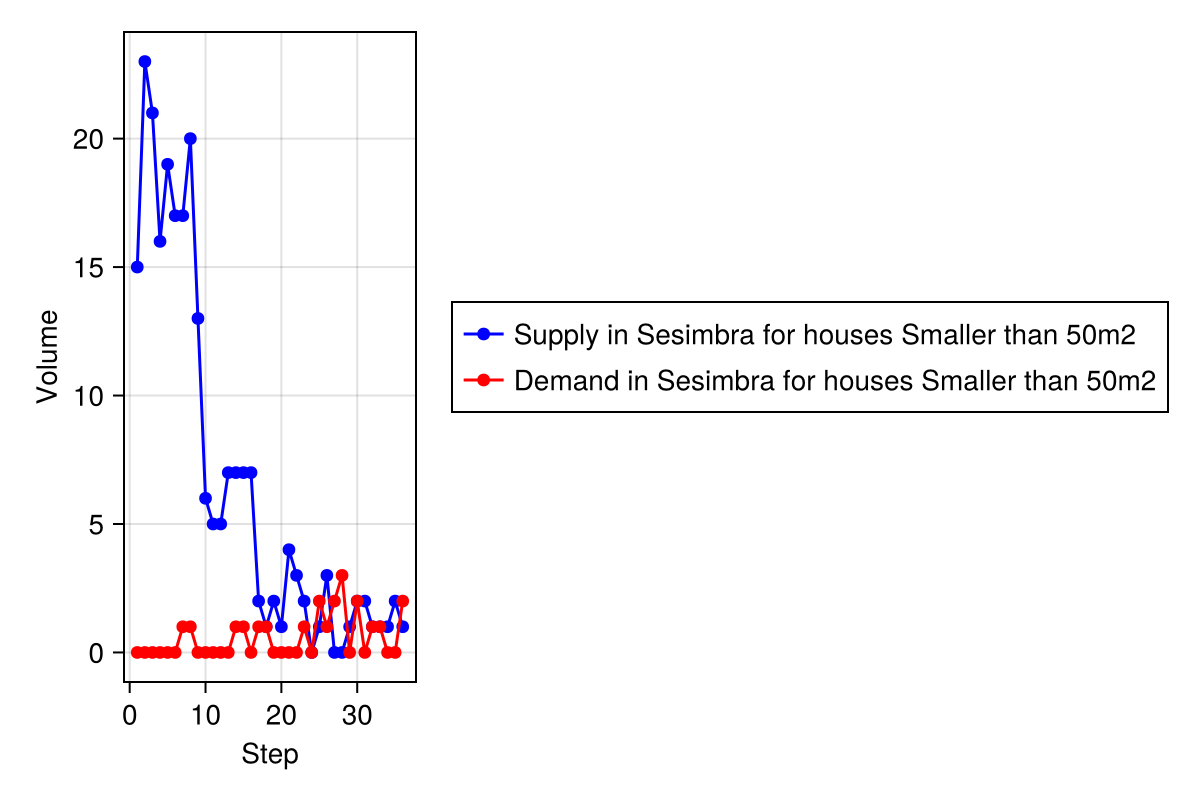 Volume
20
15
10
5
0
0 10 20 30
Step
Supply in Sesimbra for houses Smaller than 50m2
Demand in Sesimbra for houses Smaller than 50m2